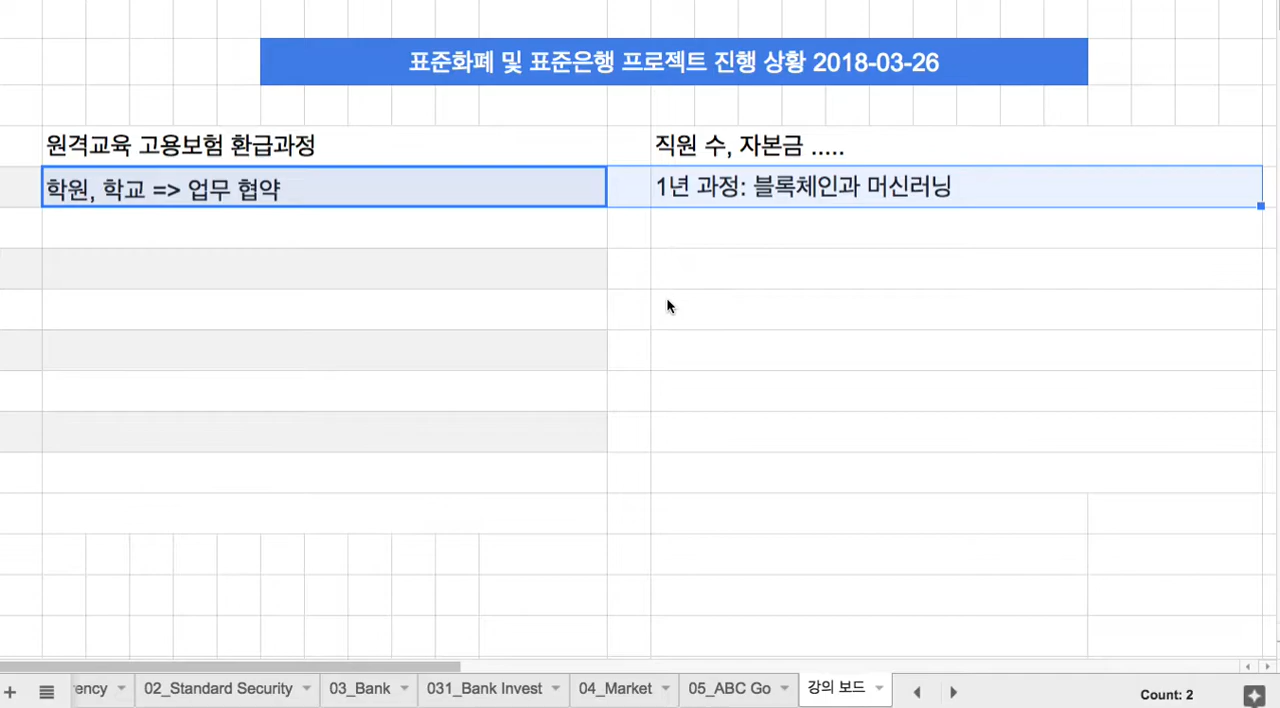 표준화폐 및 표준은행 프로젝트 진행 상황 2018-03-26
원격교육 고용보험 환급과정 직원 수, 자본금 .....
학원, 학교 => 업무 협약 1년 과정: 블록체인과 머신러닝
ency 02_Standard Security 03_Bank 031_Bank Invest 04_Market 05_ABC Go 강의 보드 Count: 2